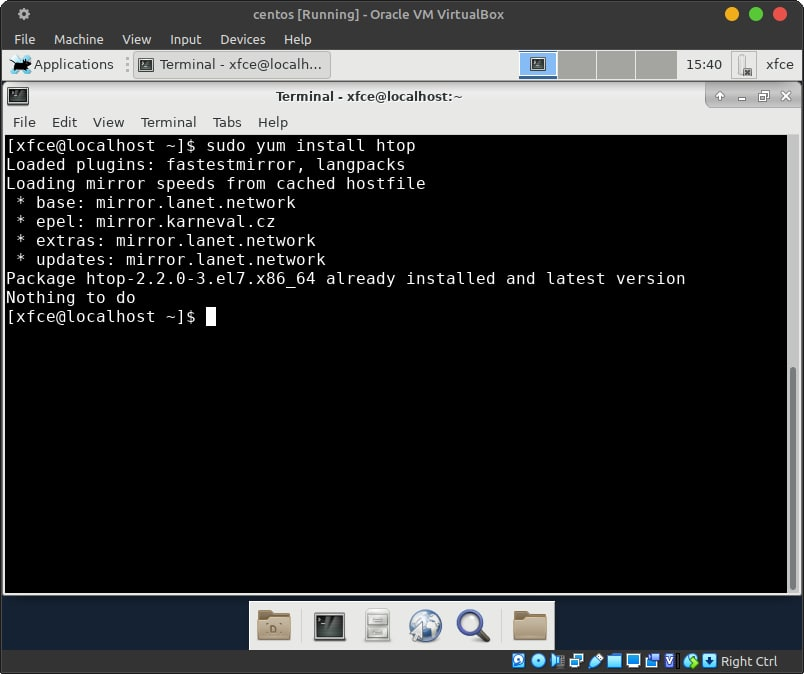 centos [Running] - Oracle VM VirtualBox
File Machine View Input Devices Help
Applications Terminal - xfce@localh... 15:40 xfce
Terminal - xfce@localhost:~
File Edit View Terminal Tabs Help
[xfce@localhost ~]$ sudo yum install htop
Loaded plugins: fastestmirror, langpacks
Loading mirror speeds from cached hostfile
 * base: mirror.lanet.network
 * epel: mirror.karneval.cz
 * extras: mirror.lanet.network
 * updates: mirror.lanet.network
Package htop-2.2.0-3.el7.x86_64 already installed and latest version
Nothing to do
[xfce@localhost ~]$
Right Ctrl